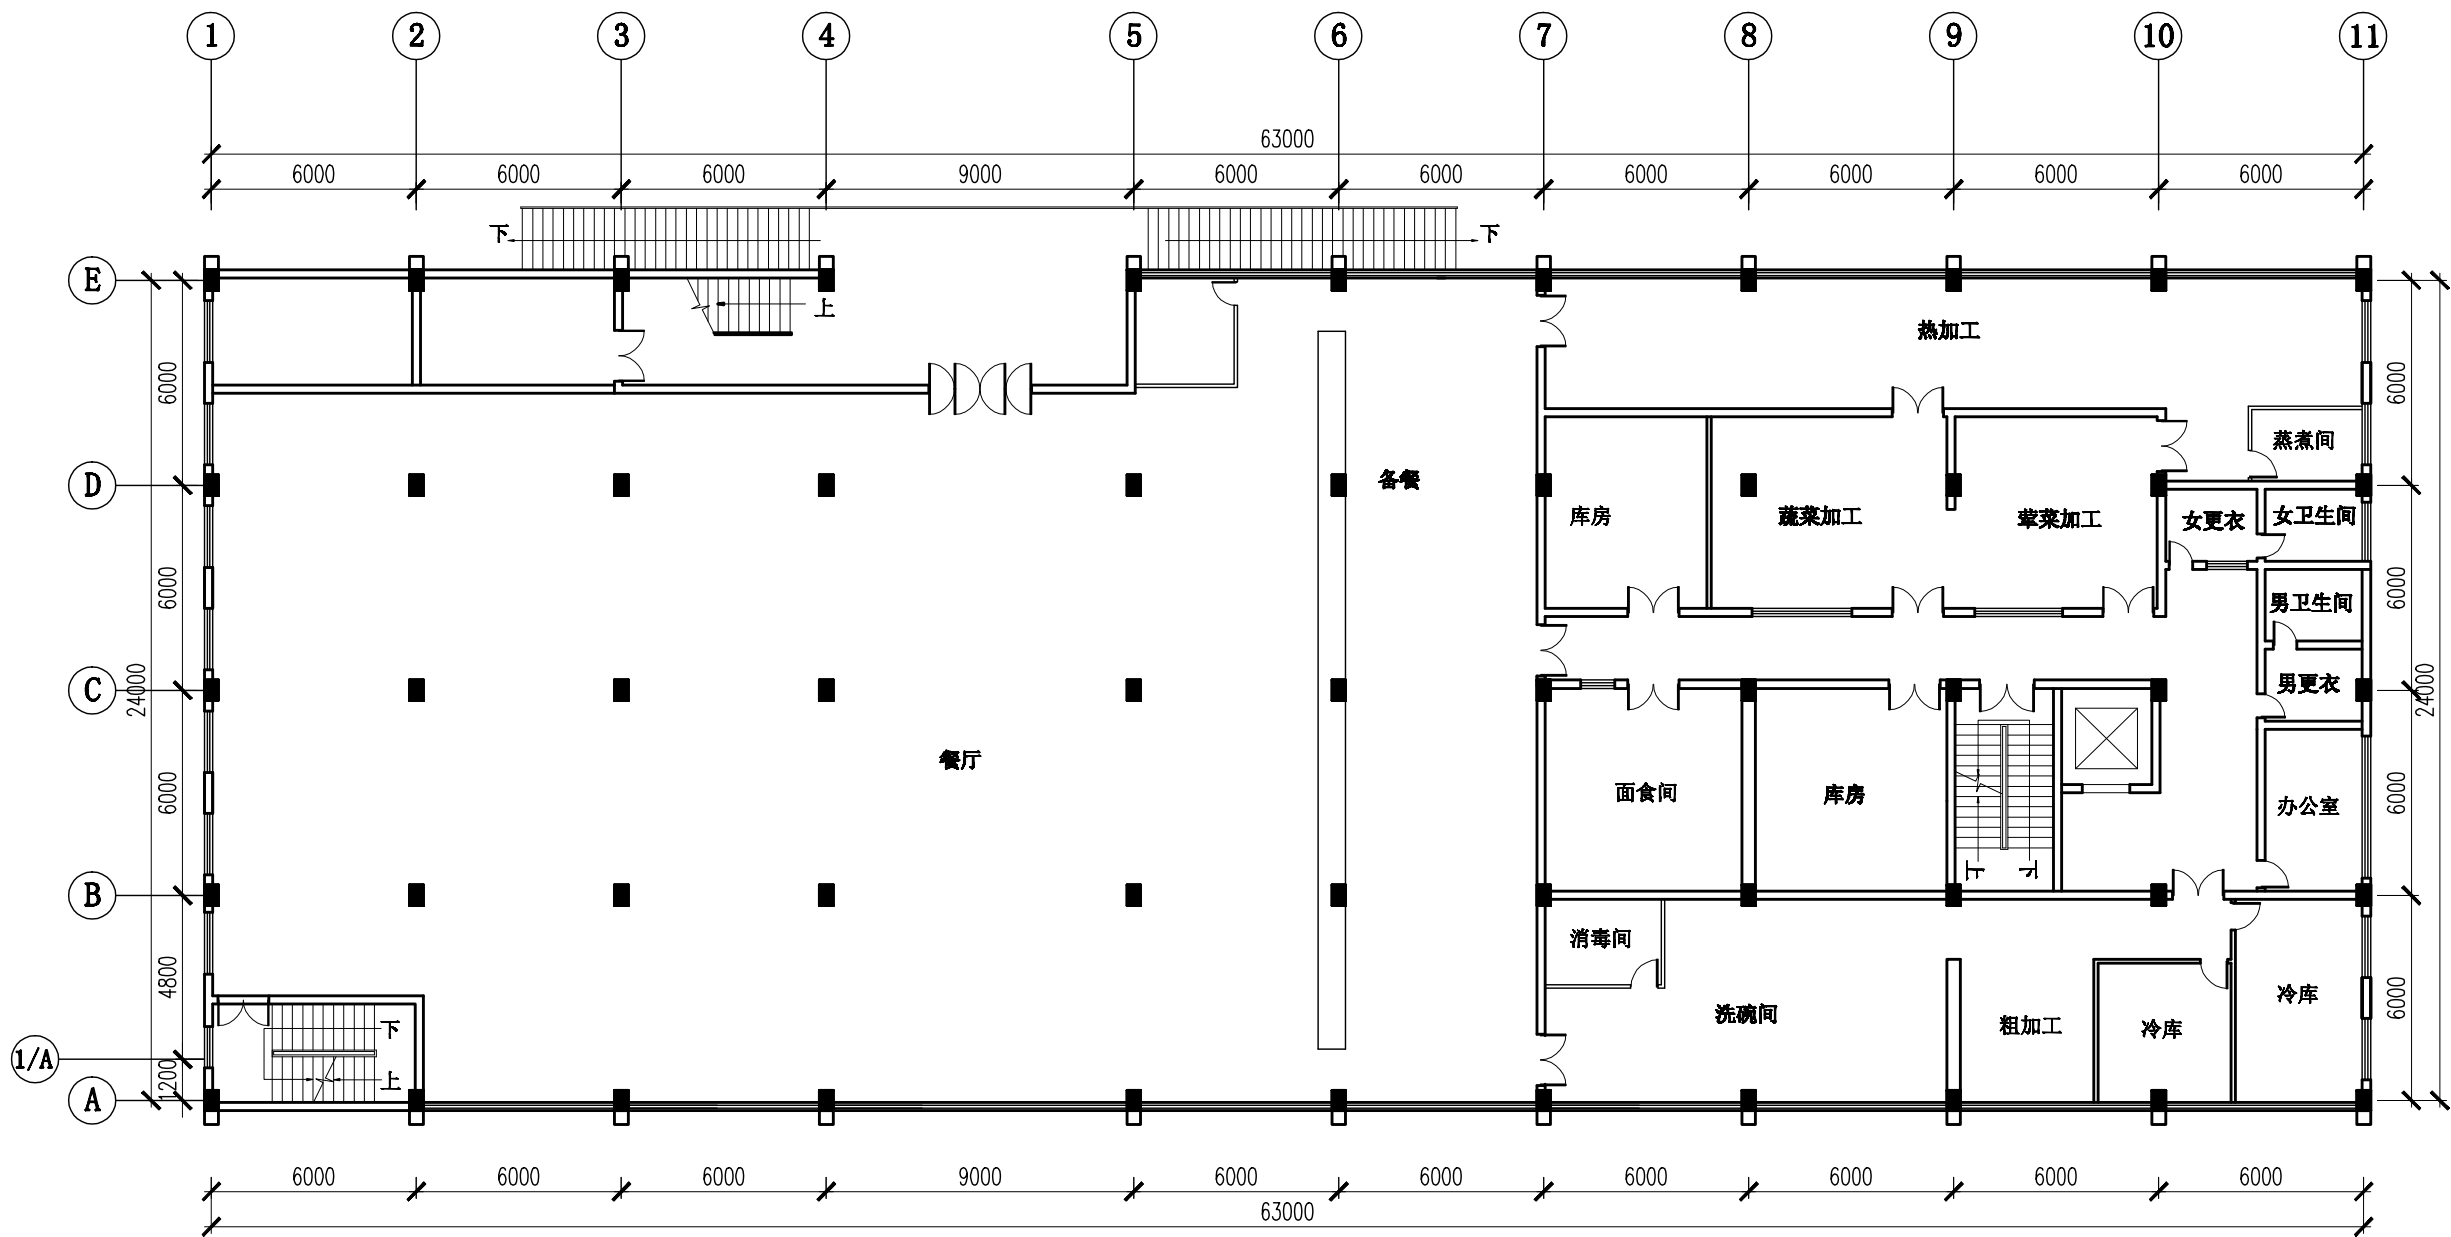 1 2 3 4 5 6 7 8 9 10 11
63000
6000 6000 6000 9000 6000 6000 6000 6000 6000 6000
下 下
E
上
热加工
6000 6000
蒸煮间
D
备餐
库房 蔬菜加工 荤菜加工 女更衣 女卫生间
6000 6000
男卫生间
C
24000 24000
男更衣
餐厅
6000 面食间 库房 办公室 6000
上 下
B
消毒间
4800 6000
冷库
洗碗间 粗加工 冷库
下
1/A
上
1200
A
6000 6000 6000 9000 6000 6000 6000 6000 6000 6000
63000